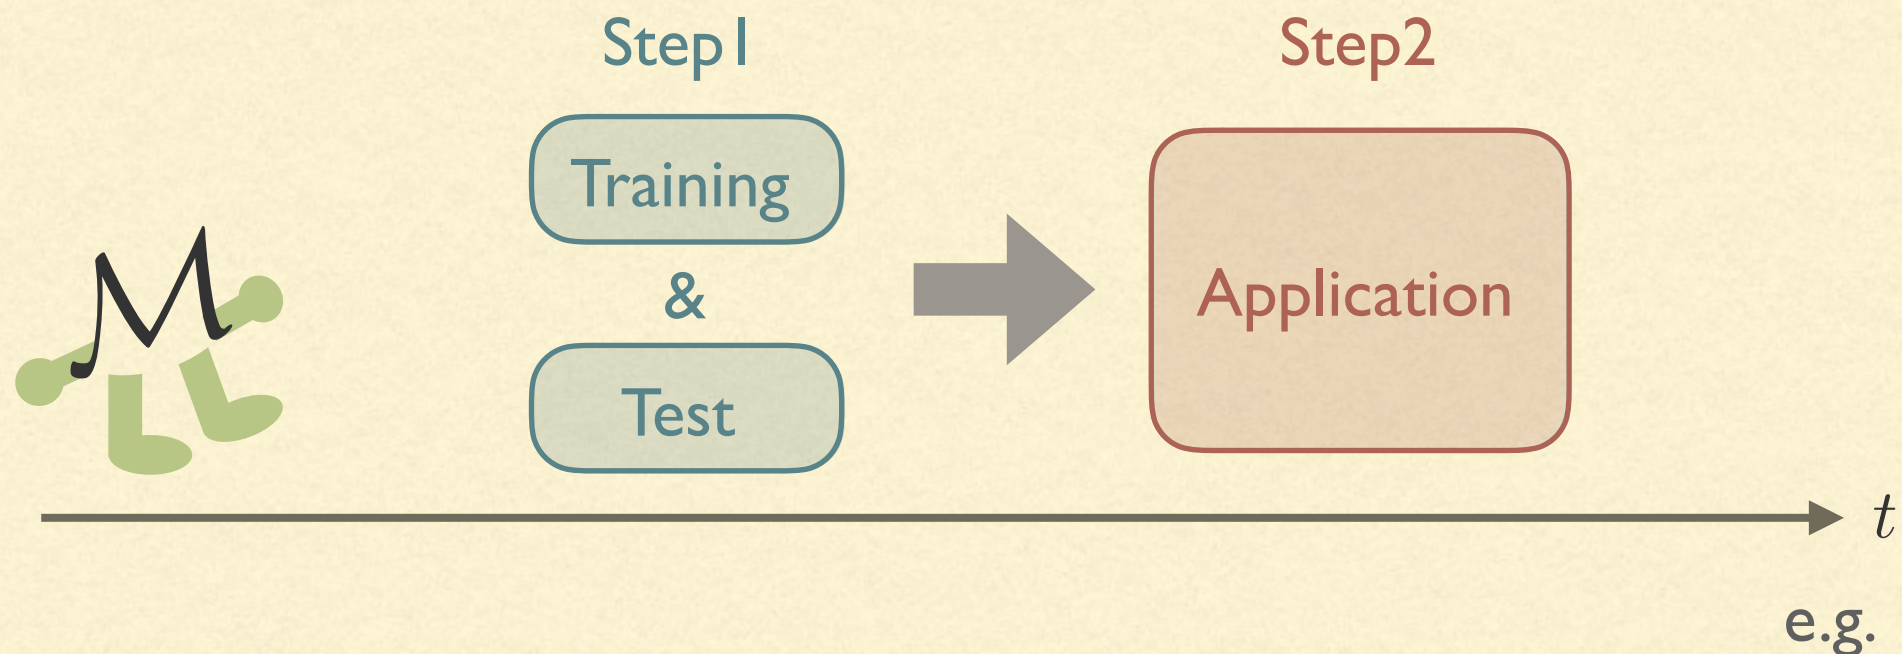 Step1
Step2
Training
&
Test
Application
M
t
e.g.